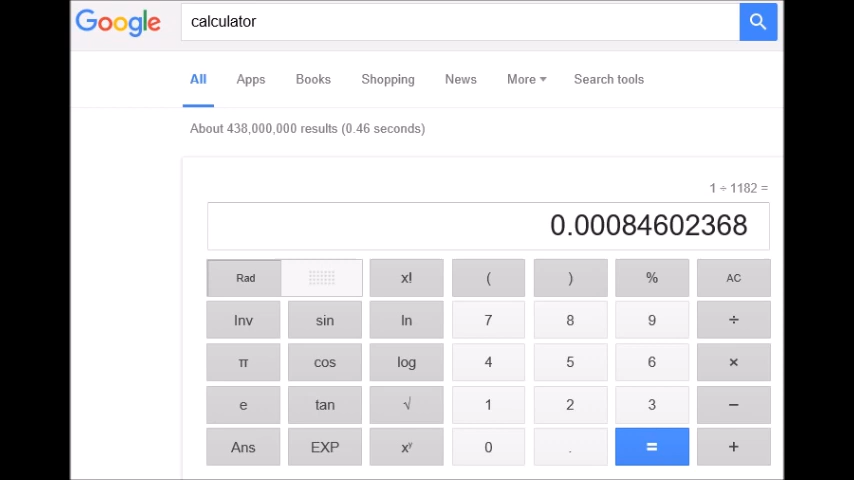 Google calculator
All Apps Books Shopping News More Search tools
About 438,000,000 results (0.46 seconds)
1 ÷ 1182 =
0.00084602368
Rad x! ( ) % AC
Inv sin ln 7 8 9 ÷
π cos log 4 5 6 ×
e tan √ 1 2 3 −
Ans EXP xʸ 0 . = +